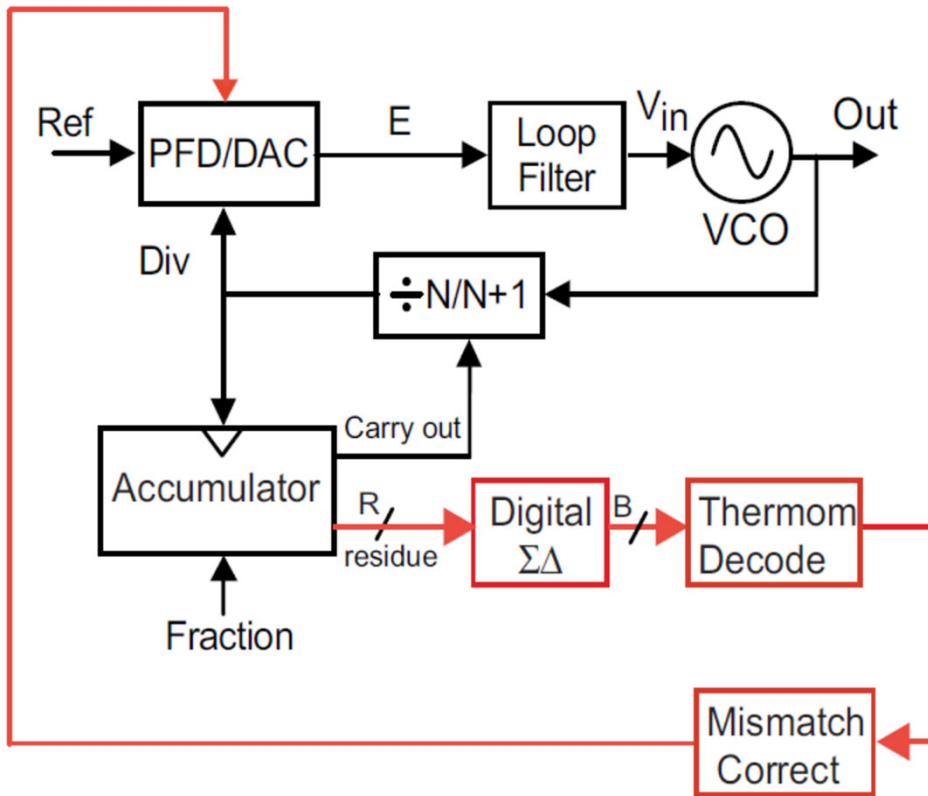 Ref
PFD/DAC
E
Loop
Filter
Vin
VCO
Out
Div
÷N/N+1
Accumulator
Carry out
R
residue
Fraction
Digital
ΣΔ
B
Thermom
Decode
Mismatch
Correct